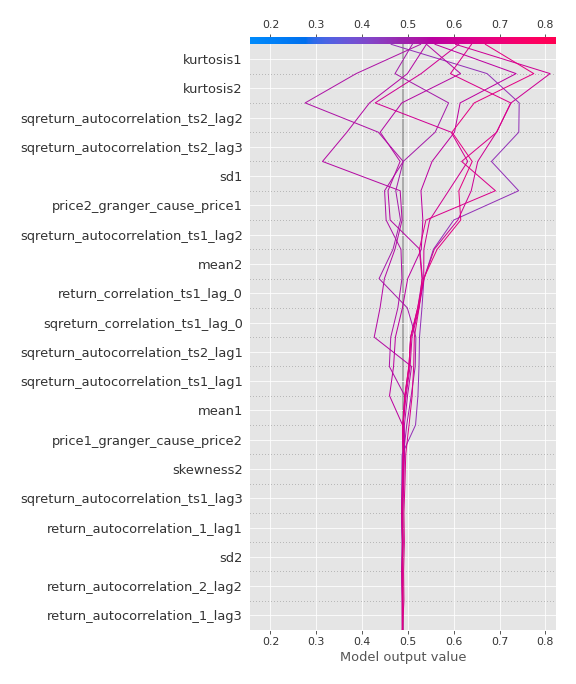 0.2 0.3 0.4 0.5 0.6 0.7 0.8
kurtosis1
kurtosis2
sqreturn_autocorrelation_ts2_lag2
sqreturn_autocorrelation_ts2_lag3
sd1
price2_granger_cause_price1
sqreturn_autocorrelation_ts1_lag2
mean2
return_correlation_ts1_lag_0
sqreturn_correlation_ts1_lag_0
sqreturn_autocorrelation_ts2_lag1
sqreturn_autocorrelation_ts1_lag1
mean1
price1_granger_cause_price2
skewness2
sqreturn_autocorrelation_ts1_lag3
return_autocorrelation_1_lag1
sd2
return_autocorrelation_2_lag2
return_autocorrelation_1_lag3
0.2 0.3 0.4 0.5 0.6 0.7 0.8
Model output value